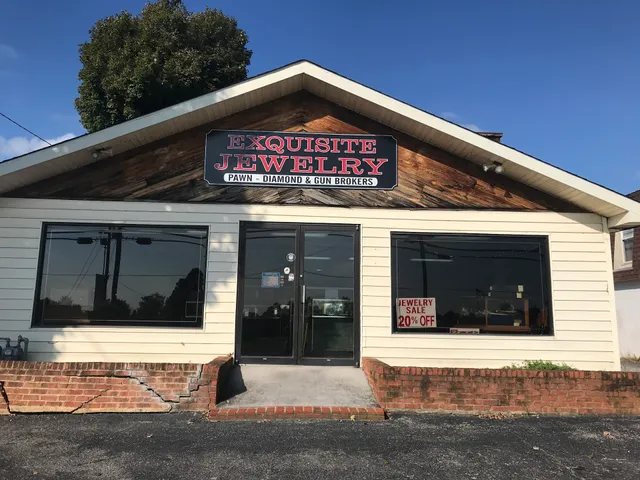 EXQUISITE
JEWELRY
PAWN - DIAMOND & GUN BROKERS
JEWELRY
SALE
20% OFF